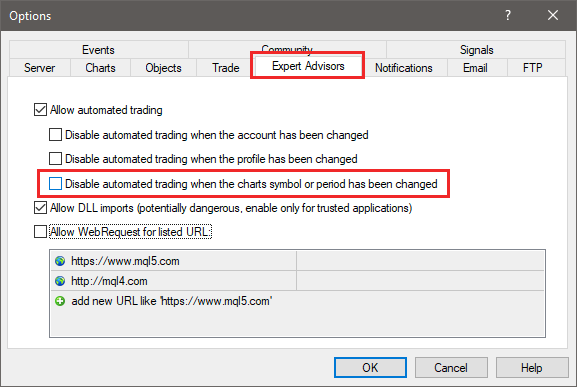 Options
?
Events
Community
Signals
Server
Charts
Objects
Trade
Expert Advisors
Notifications
Email
FTP
Allow automated trading
Disable automated trading when the account has been changed
Disable automated trading when the profile has been changed
Disable automated trading when the charts symbol or period has been changed
Allow DLL imports (potentially dangerous, enable only for trusted applications)
Allow WebRequest for listed URL:
https://www.mql5.com
http://mql4.com
add new URL like 'https://www.mql5.com'
OK
Cancel
Help